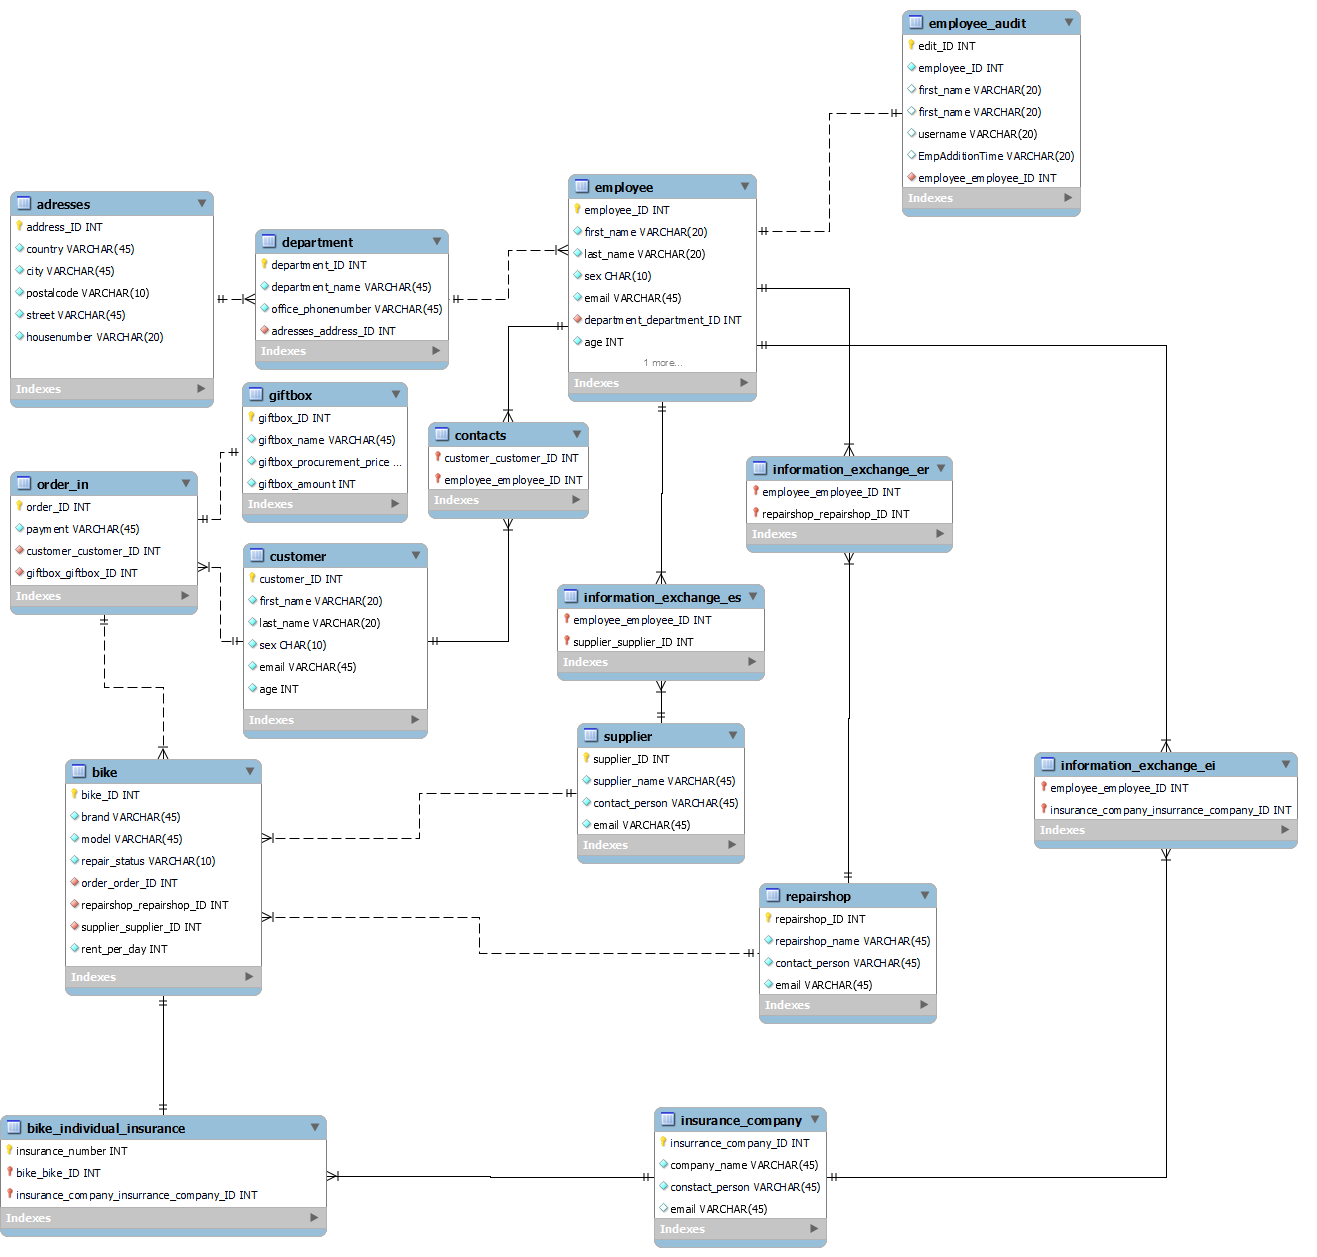 employee_audit
edit_ID INT
employee_ID INT
first_name VARCHAR(20)
first_name VARCHAR(20)
username VARCHAR(20)
EmpAdditionTime VARCHAR(20)
employee_employee_ID INT
Indexes
employee
employee_ID INT
first_name VARCHAR(20)
last_name VARCHAR(20)
sex CHAR(10)
email VARCHAR(45)
department_department_ID INT
age INT
1 more...
Indexes
adresses
address_ID INT
country VARCHAR(45)
city VARCHAR(45)
postalcode VARCHAR(10)
street VARCHAR(45)
housenumber VARCHAR(20)
Indexes
department
department_ID INT
department_name VARCHAR(45)
office_phonenumber VARCHAR(45)
adresses_address_ID INT
Indexes
giftbox
giftbox_ID INT
giftbox_name VARCHAR(45)
giftbox_procurement_price ...
giftbox_amount INT
Indexes
contacts
customer_customer_ID INT
employee_employee_ID INT
Indexes
information_exchange_er
employee_employee_ID INT
repairshop_repairshop_ID INT
Indexes
order_in
order_ID INT
payment VARCHAR(45)
customer_customer_ID INT
giftbox_giftbox_ID INT
Indexes
customer
customer_ID INT
first_name VARCHAR(20)
last_name VARCHAR(20)
sex CHAR(10)
email VARCHAR(45)
age INT
Indexes
information_exchange_es
employee_employee_ID INT
supplier_supplier_ID INT
Indexes
supplier
supplier_ID INT
supplier_name VARCHAR(45)
contact_person VARCHAR(45)
email VARCHAR(45)
Indexes
information_exchange_ei
employee_employee_ID INT
insurance_company_insurrance_company_ID INT
Indexes
bike
bike_ID INT
brand VARCHAR(45)
model VARCHAR(45)
repair_status VARCHAR(10)
order_order_ID INT
repairshop_repairshop_ID INT
supplier_supplier_ID INT
rent_per_day INT
Indexes
repairshop
repairshop_ID INT
repairshop_name VARCHAR(45)
contact_person VARCHAR(45)
email VARCHAR(45)
Indexes
bike_individual_insurance
insurance_number INT
bike_bike_ID INT
insurance_company_insurrance_company_ID INT
Indexes
insurance_company
insurrance_company_ID INT
company_name VARCHAR(45)
constact_person VARCHAR(45)
email VARCHAR(45)
Indexes